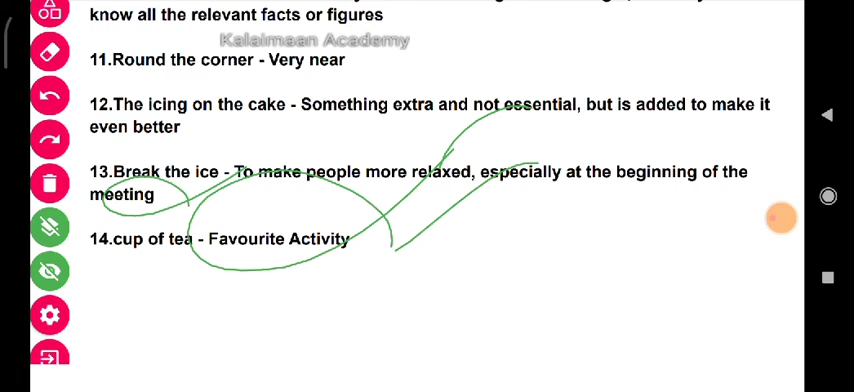 know all the relevant facts or figures
Kalaimaan Academy
11.Round the corner - Very near
12.The icing on the cake - Something extra and not essential, but is added to make it
even better
13.Break the ice - To make people more relaxed, especially at the beginning of the
meeting
14.cup of tea - Favourite Activity